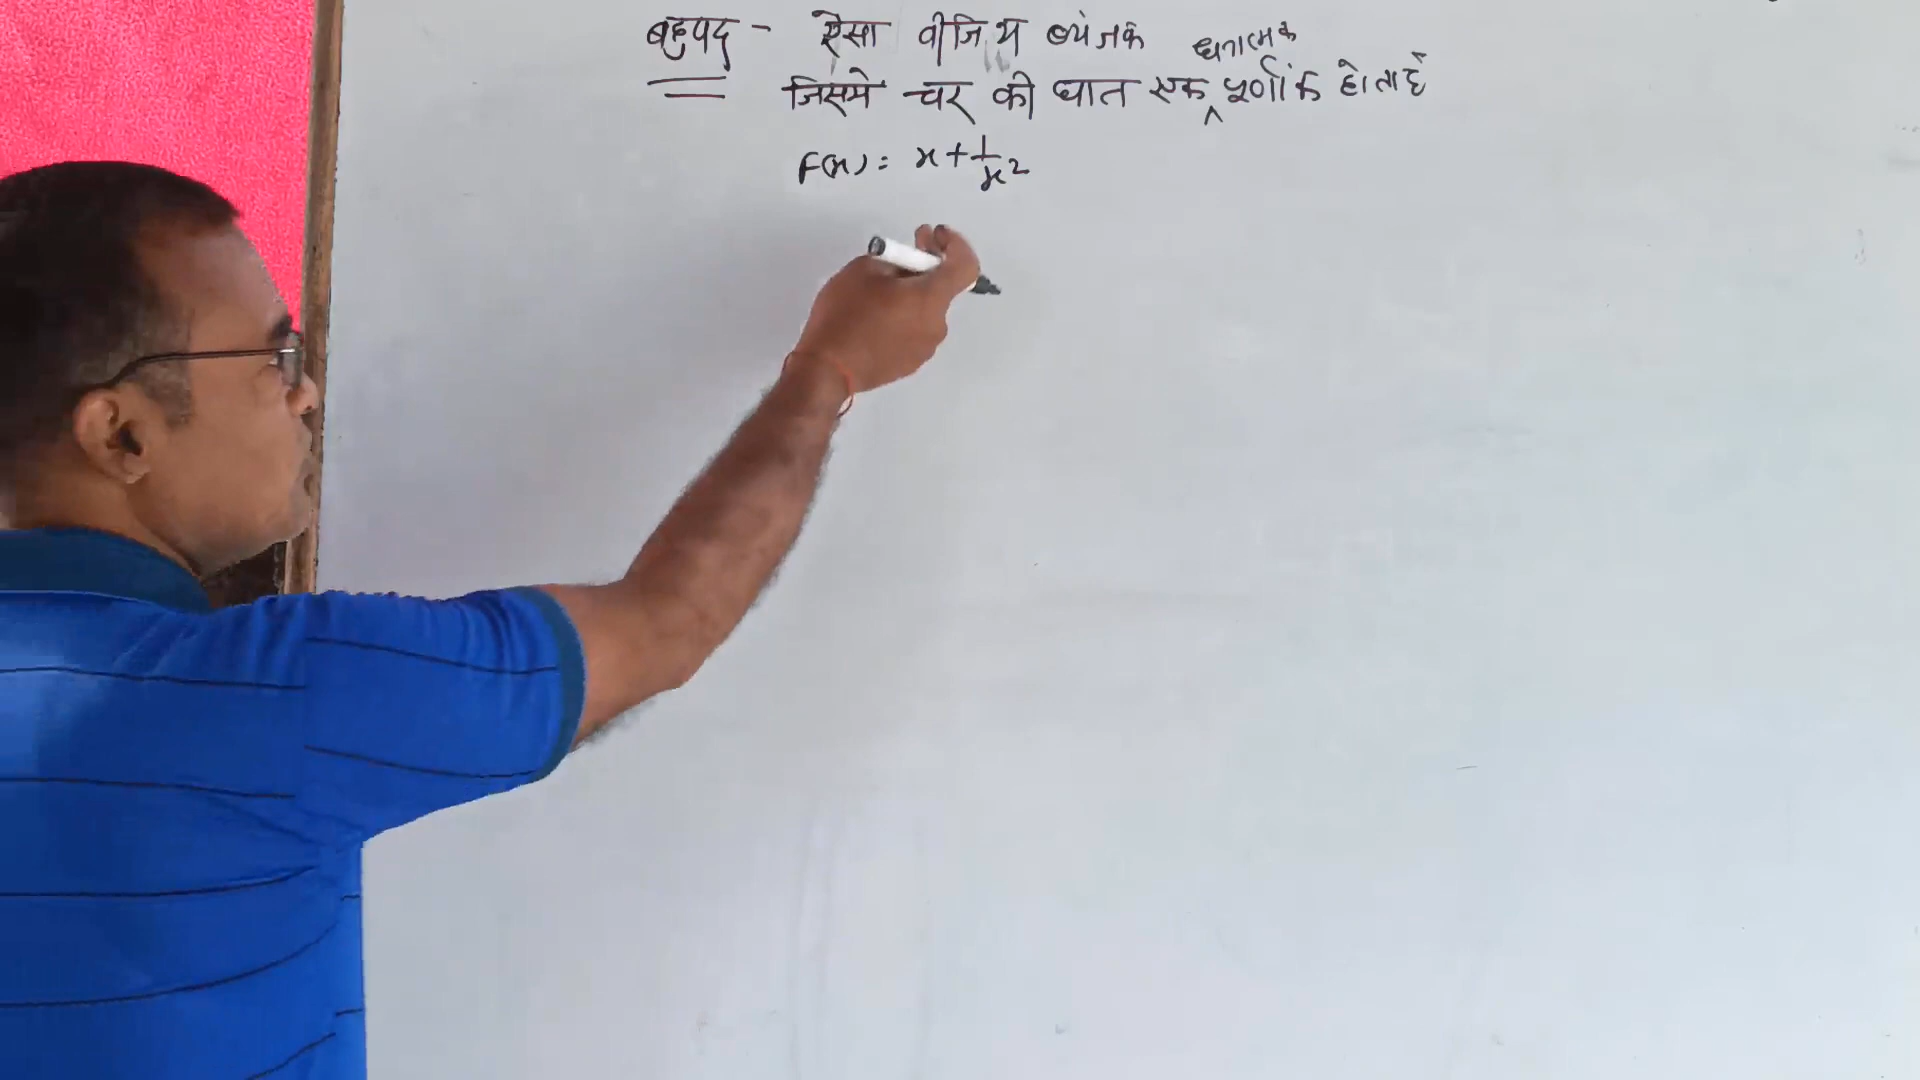 बहुपद - ऐसा वीजिय व्यंजक
जिसमे चर की घात एक धनात्मक पूर्णांक होता है
F(x) = x + 1/x²